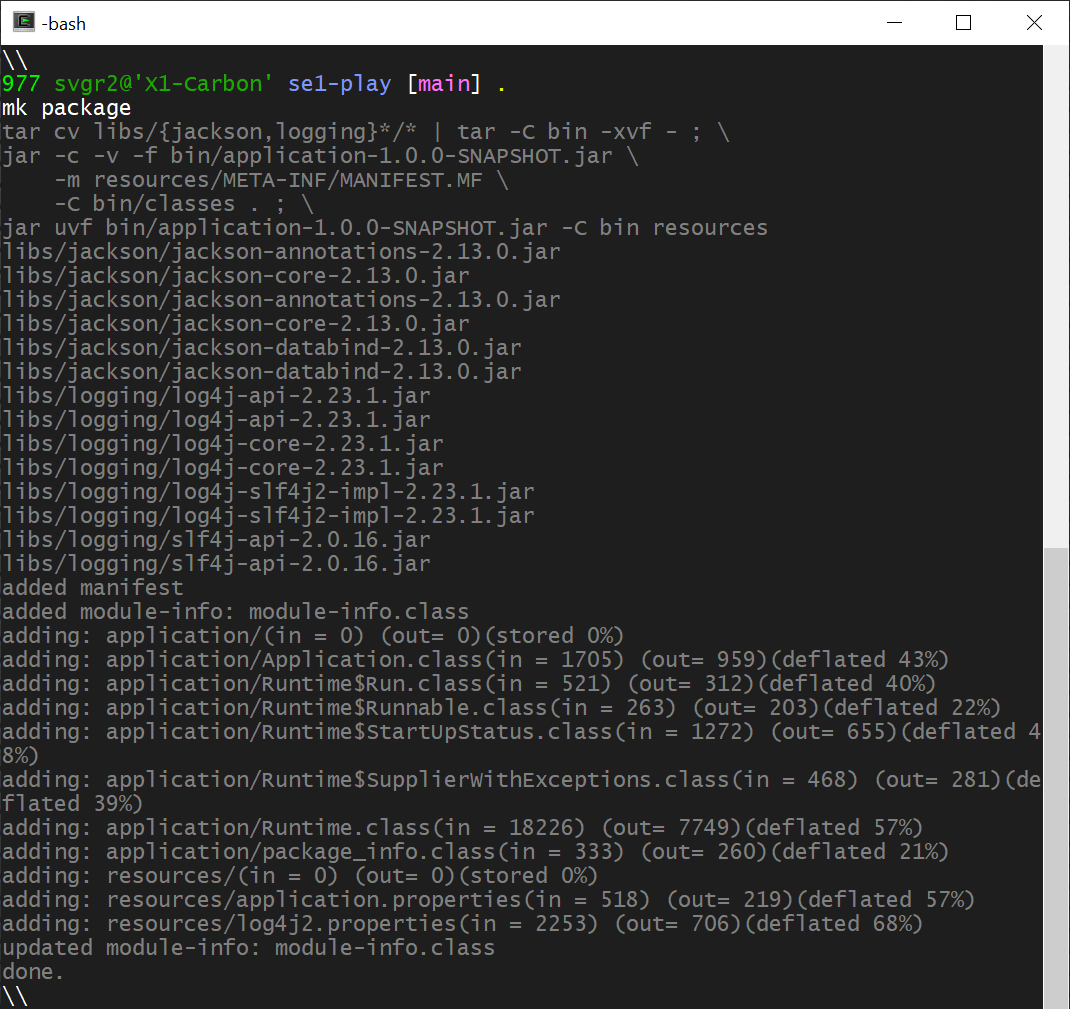 -bash
\\
977 svgr2@'X1-Carbon' se1-play [main] .
mk package
tar cv libs/{jackson,logging}*/* | tar -C bin -xvf - ; \
jar -c -v -f bin/application-1.0.0-SNAPSHOT.jar \
    -m resources/META-INF/MANIFEST.MF \
    -C bin/classes . ; \
jar uvf bin/application-1.0.0-SNAPSHOT.jar -C bin resources
libs/jackson/jackson-annotations-2.13.0.jar
libs/jackson/jackson-core-2.13.0.jar
libs/jackson/jackson-annotations-2.13.0.jar
libs/jackson/jackson-core-2.13.0.jar
libs/jackson/jackson-databind-2.13.0.jar
libs/jackson/jackson-databind-2.13.0.jar
libs/logging/log4j-api-2.23.1.jar
libs/logging/log4j-api-2.23.1.jar
libs/logging/log4j-core-2.23.1.jar
libs/logging/log4j-core-2.23.1.jar
libs/logging/log4j-slf4j2-impl-2.23.1.jar
libs/logging/log4j-slf4j2-impl-2.23.1.jar
libs/logging/slf4j-api-2.0.16.jar
libs/logging/slf4j-api-2.0.16.jar
added manifest
added module-info: module-info.class
adding: application/(in = 0) (out= 0)(stored 0%)
adding: application/Application.class(in = 1705) (out= 959)(deflated 43%)
adding: application/Runtime$Run.class(in = 521) (out= 312)(deflated 40%)
adding: application/Runtime$Runnable.class(in = 263) (out= 203)(deflated 22%)
adding: application/Runtime$StartUpStatus.class(in = 1272) (out= 655)(deflated 4
8%)
adding: application/Runtime$SupplierWithExceptions.class(in = 468) (out= 281)(de
flated 39%)
adding: application/Runtime.class(in = 18226) (out= 7749)(deflated 57%)
adding: application/package_info.class(in = 333) (out= 260)(deflated 21%)
adding: resources/(in = 0) (out= 0)(stored 0%)
adding: resources/application.properties(in = 518) (out= 219)(deflated 57%)
adding: resources/log4j2.properties(in = 2253) (out= 706)(deflated 68%)
updated module-info: module-info.class
done.
\\